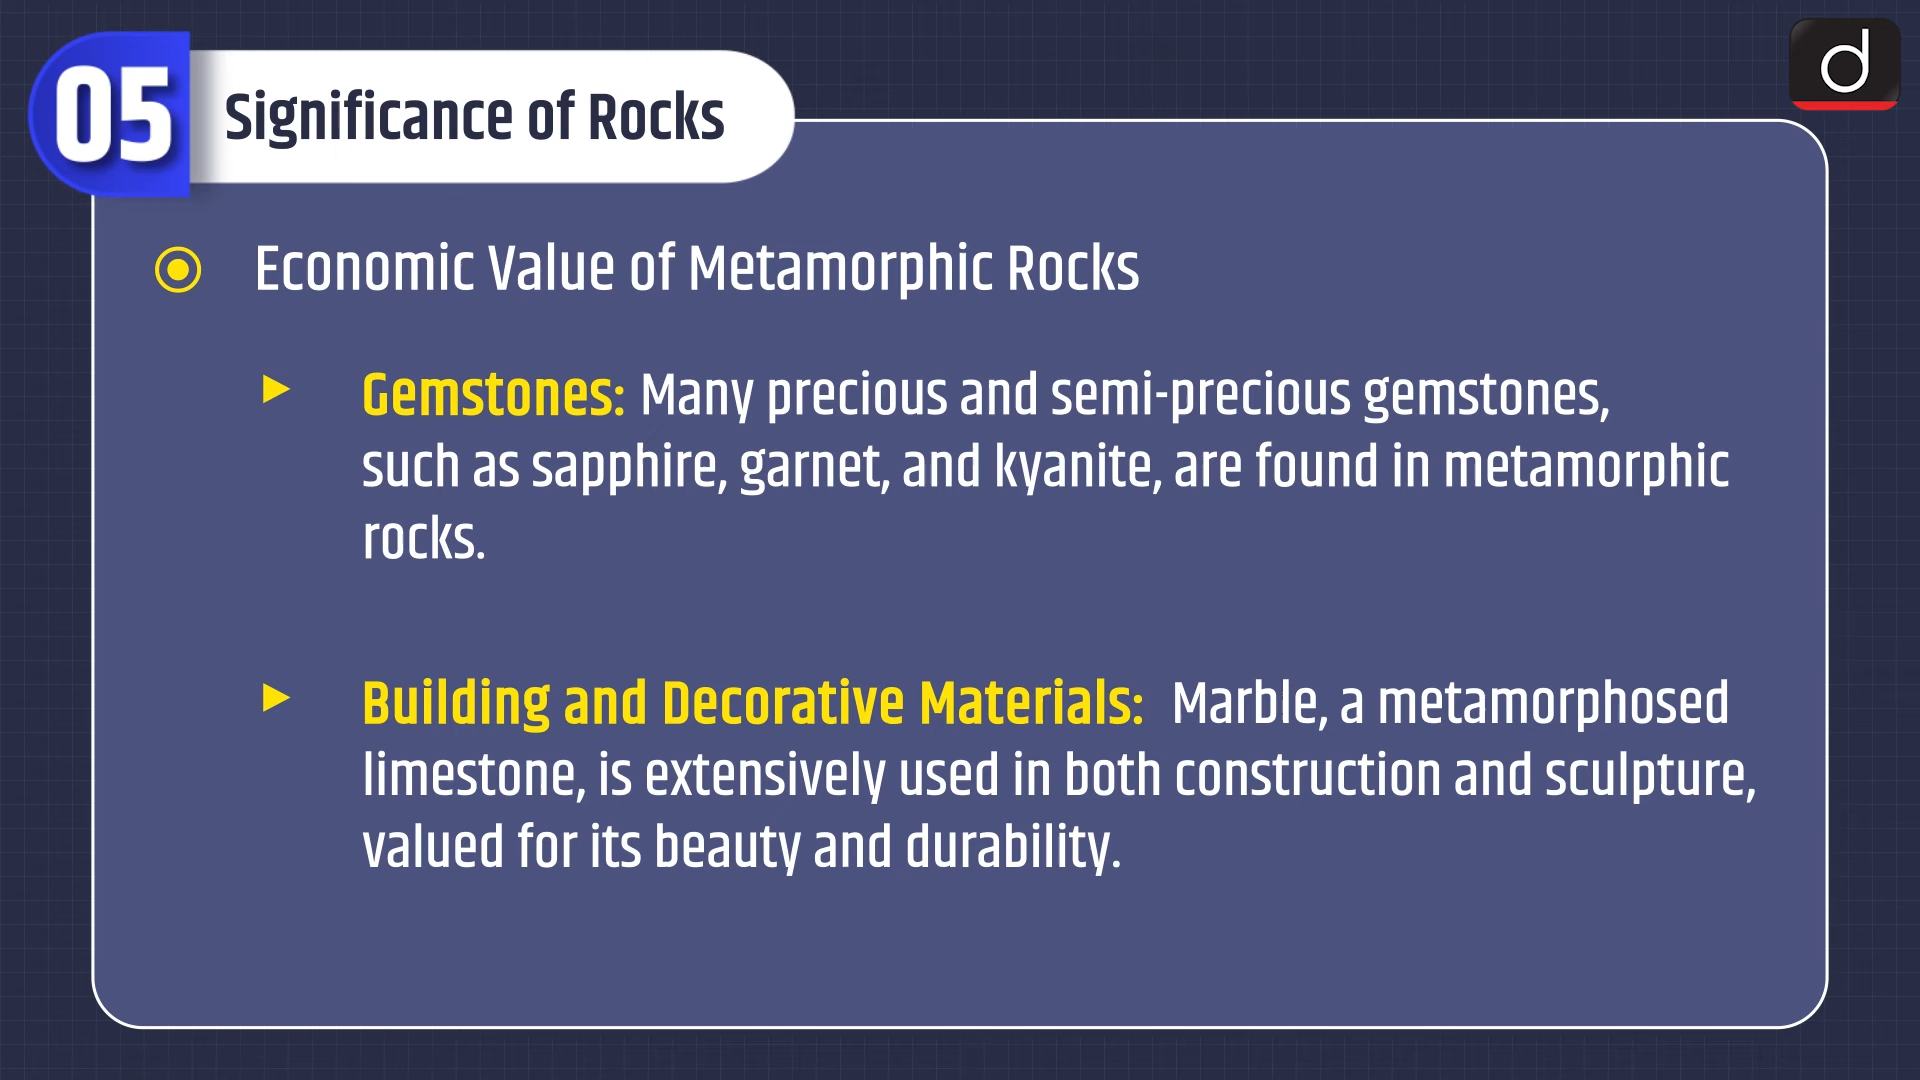 05
Significance of Rocks
d
Economic Value of Metamorphic Rocks
Gemstones: Many precious and semi-precious gemstones,
such as sapphire, garnet, and kyanite, are found in metamorphic
rocks.
Building and Decorative Materials: Marble, a metamorphosed
limestone, is extensively used in both construction and sculpture,
valued for its beauty and durability.